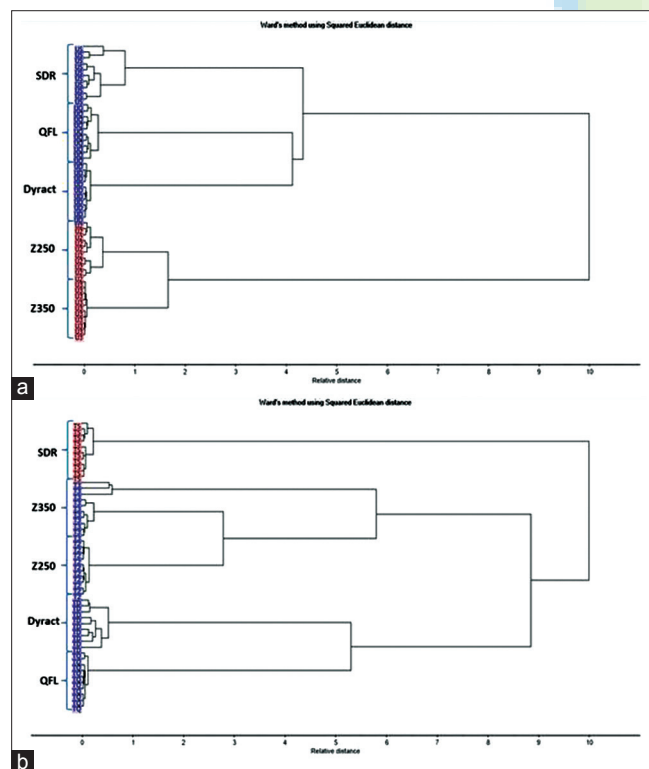 Ward's method using Squared Euclidean distance
SDR
QFL
Dyract
Z250
Z350
0 1 2 3 4 5 6 7 8 9 10
Relative distance
a
Ward's method using Squared Euclidean distance
SDR
Z350
Z250
Dyract
QFL
0 1 2 3 4 5 6 7 8 9 10
Relative distance
b